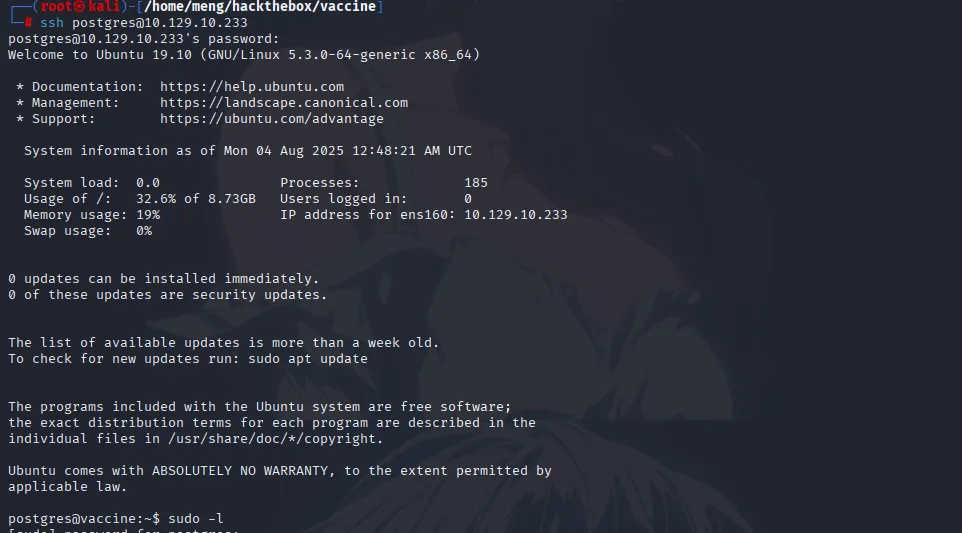 ┌──(root㉿kali)-[/home/meng/hackthebox/vaccine]
└─# ssh postgres@10.129.10.233
postgres@10.129.10.233's password:
Welcome to Ubuntu 19.10 (GNU/Linux 5.3.0-64-generic x86_64)
* Documentation:  https://help.ubuntu.com
* Management:     https://landscape.canonical.com
* Support:        https://ubuntu.com/advantage
System information as of Mon 04 Aug 2025 12:48:21 AM UTC
System load:  0.0               Processes:             185
Usage of /:   32.6% of 8.73GB   Users logged in:       0
Memory usage: 19%               IP address for ens160: 10.129.10.233
Swap usage:   0%
0 updates can be installed immediately.
0 of these updates are security updates.
The list of available updates is more than a week old.
To check for new updates run: sudo apt update
The programs included with the Ubuntu system are free software;
the exact distribution terms for each program are described in the
individual files in /usr/share/doc/*/copyright.
Ubuntu comes with ABSOLUTELY NO WARRANTY, to the extent permitted by
applicable law.
postgres@vaccine:~$ sudo -l
[sudo] password for postgres: